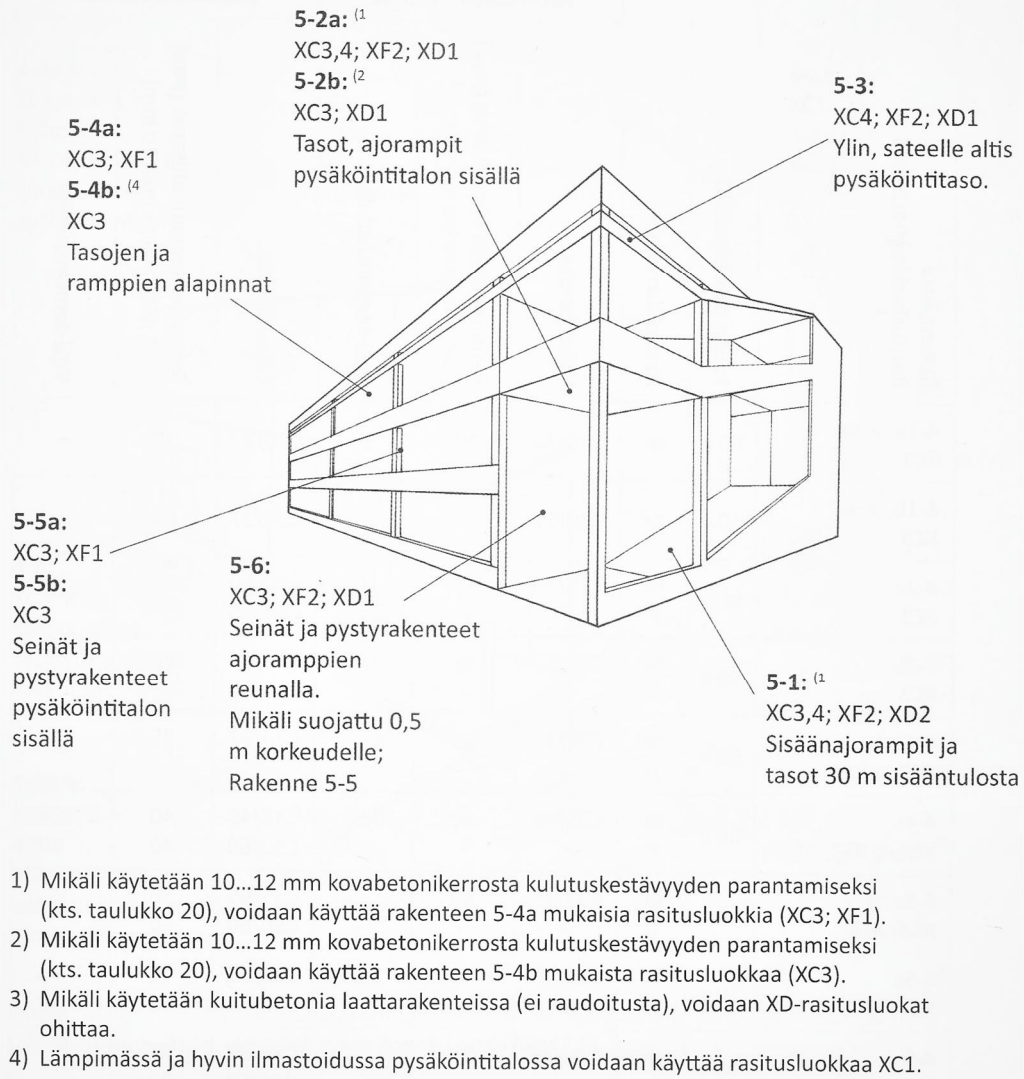 5-2a: (1
XC3,4; XF2; XD1
5-2b: (2
XC3; XD1
Tasot, ajorampit
pysäköintitalon sisällä
5-3:
XC4; XF2; XD1
Ylin, sateelle altis
pysäköintitaso.
5-4a:
XC3; XF1
5-4b: (4
XC3
Tasojen ja
ramppien alapinnat
5-5a:
XC3; XF1
5-5b:
XC3
Seinät ja
pystyrakenteet
pysäköintitalon
sisällä
5-6:
XC3; XF2; XD1
Seinät ja pystyrakenteet
ajoramppien
reunalla.
Mikäli suojattu 0,5
m korkeudelle;
Rakenne 5-5
5-1: (1
XC3,4; XF2; XD2
Sisäänajorampit ja
tasot 30 m sisääntulosta
1) Mikäli käytetään 10...12 mm kovabetonikerrosta kulutuskestävyyden parantamiseksi
(kts. taulukko 20), voidaan käyttää rakenteen 5-4a mukaisia rasitusluokkia (XC3; XF1).
2) Mikäli käytetään 10...12 mm kovabetonikerrosta kulutuskestävyyden parantamiseksi
(kts. taulukko 20), voidaan käyttää rakenteen 5-4b mukaista rasitusluokkaa (XC3).
3) Mikäli käytetään kuitubetonia laattarakenteissa (ei raudoitusta), voidaan XD-rasitusluokat
ohittaa.
4) Lämpimässä ja hyvin ilmastoidussa pysäköintitalossa voidaan käyttää rasitusluokkaa XC1.